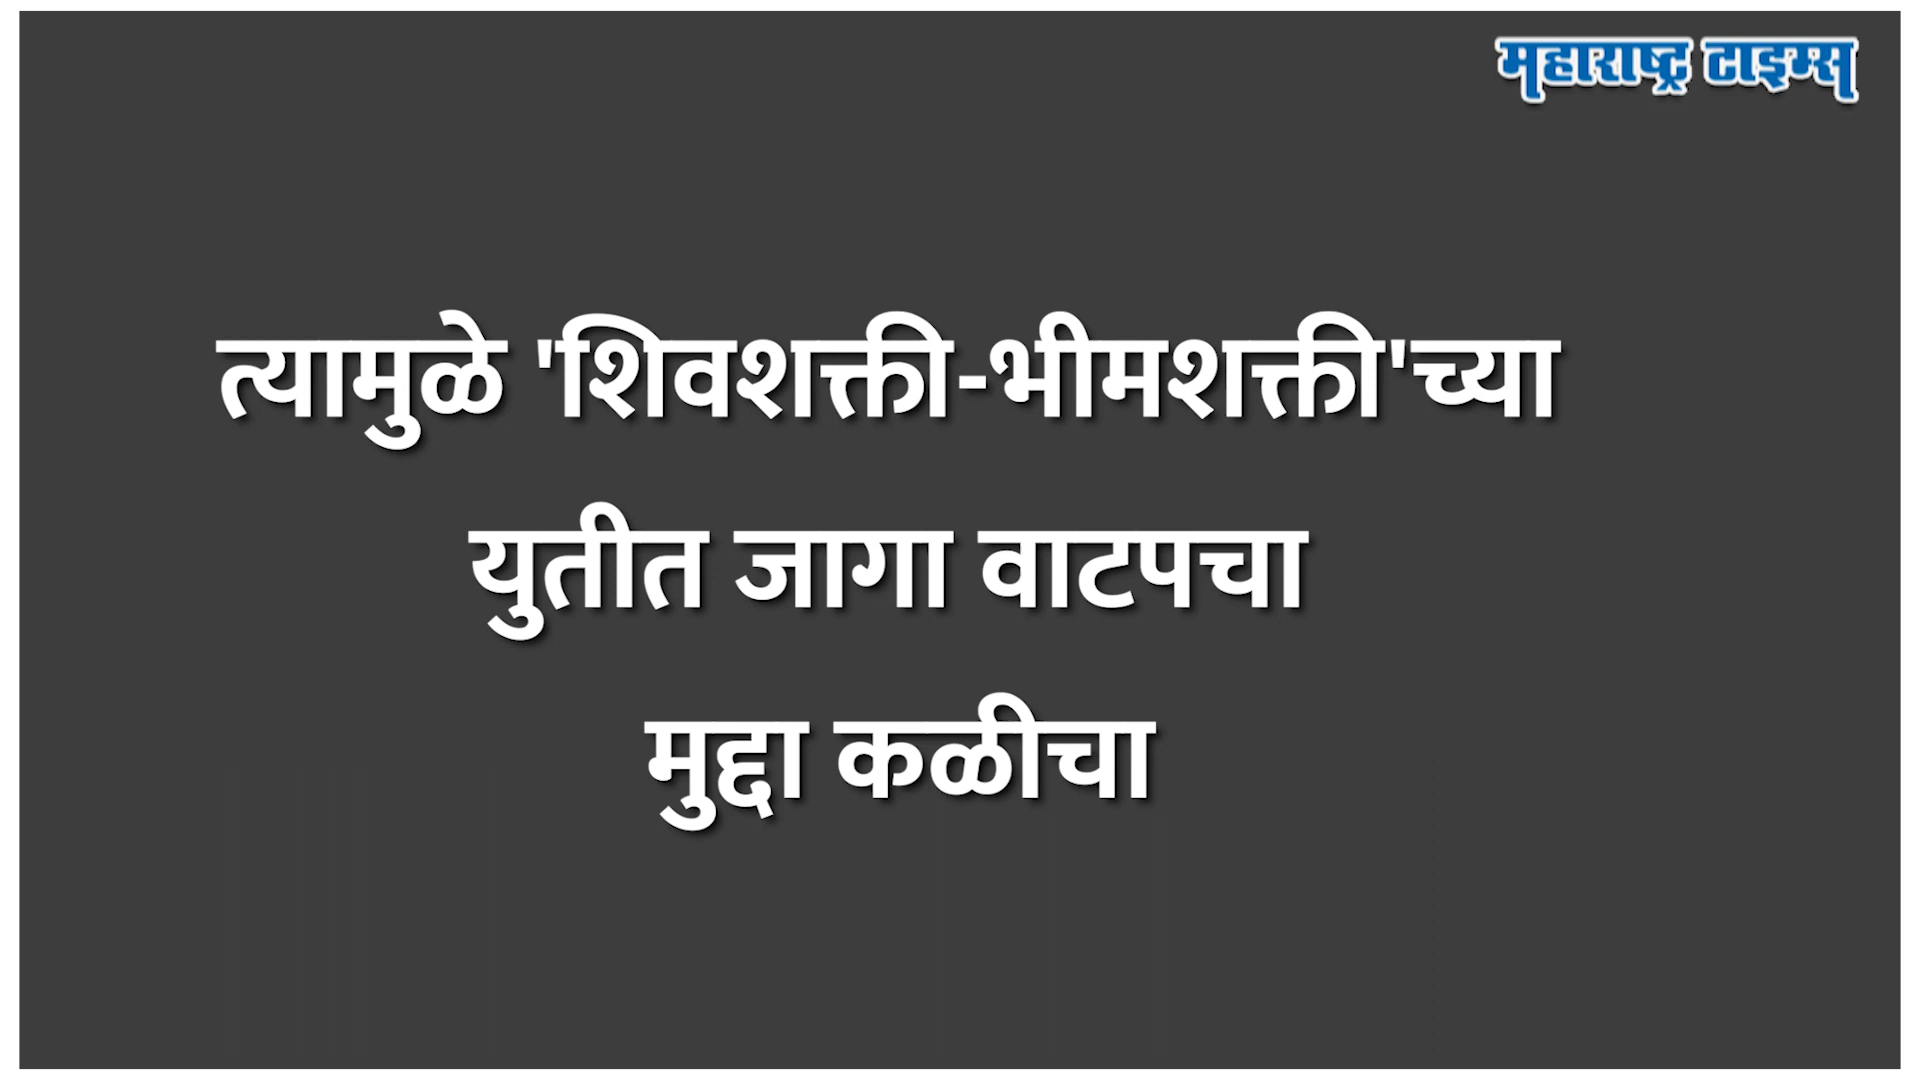 महाराष्ट्र टाइम्स्
त्यामुळे 'शिवशक्ती-भीमशक्ती'च्या
युतीत जागा वाटपचा
मुद्दा कळीचा